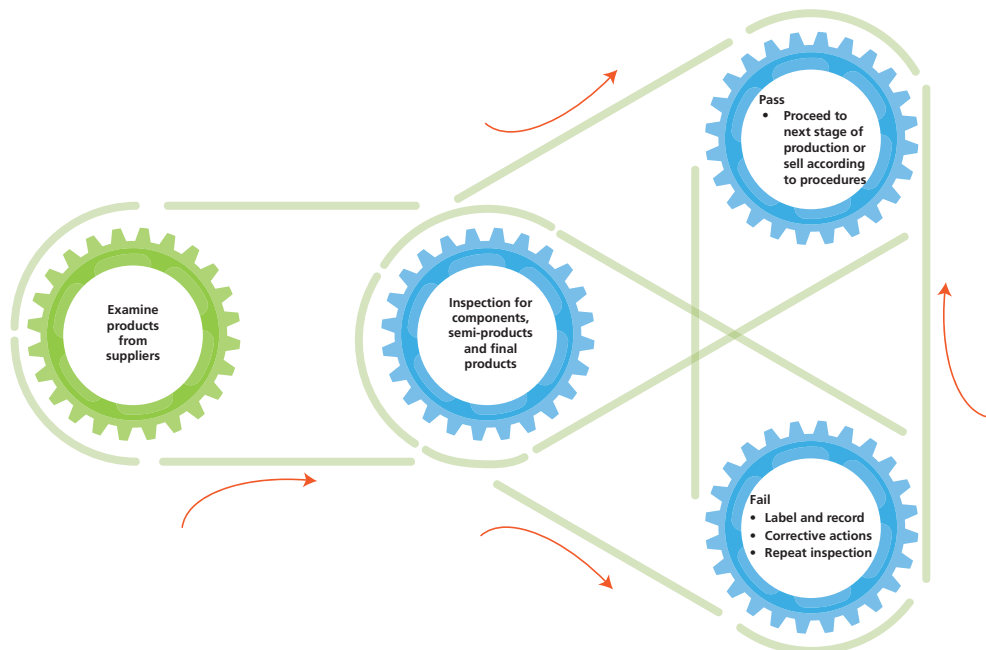 Examine
products
from
suppliers
Inspection for
components,
semi-products
and final
products
Pass
• Proceed to
next stage of
production or
sell according
to procedures
Fail
• Label and record
• Corrective actions
• Repeat inspection